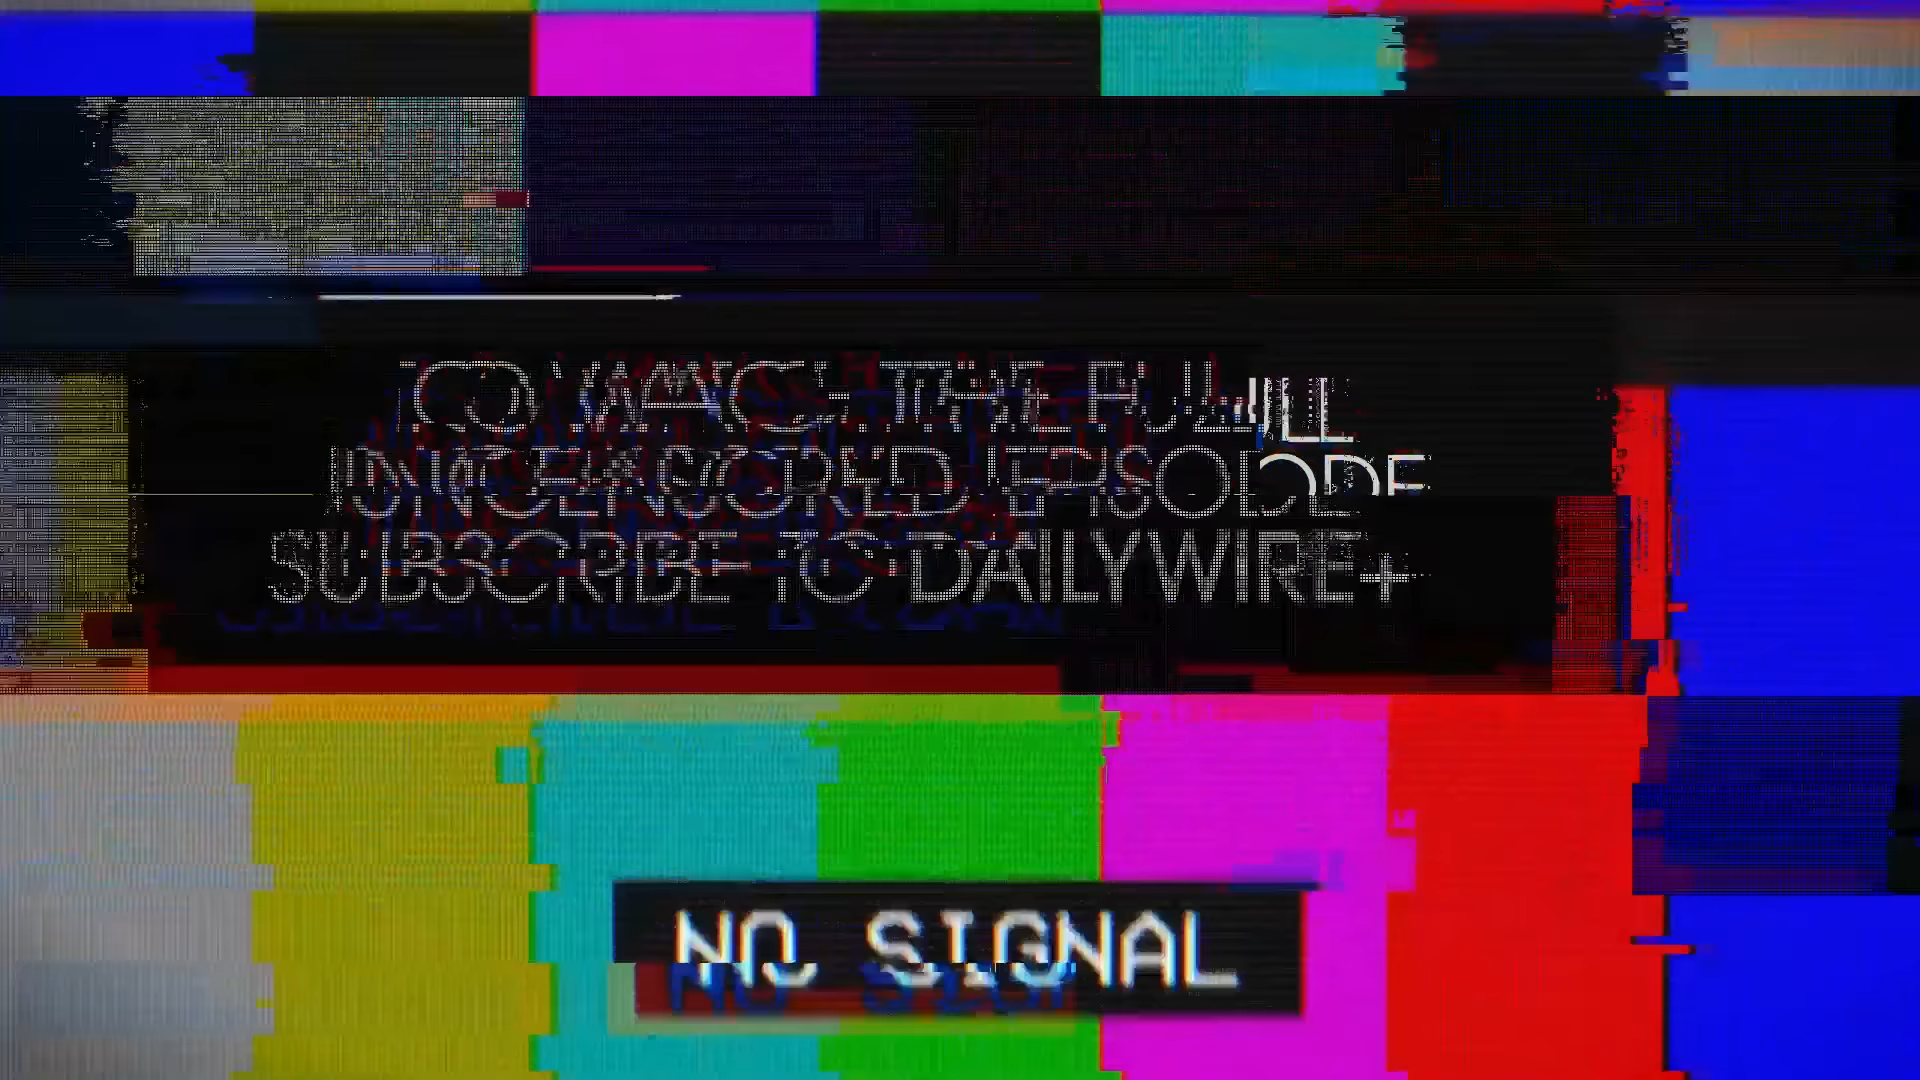 TO WATCH THE FULL
UNCENSORED EPISODE
SUBSCRIBE TO DAILYWIRE+
NO SIGNAL